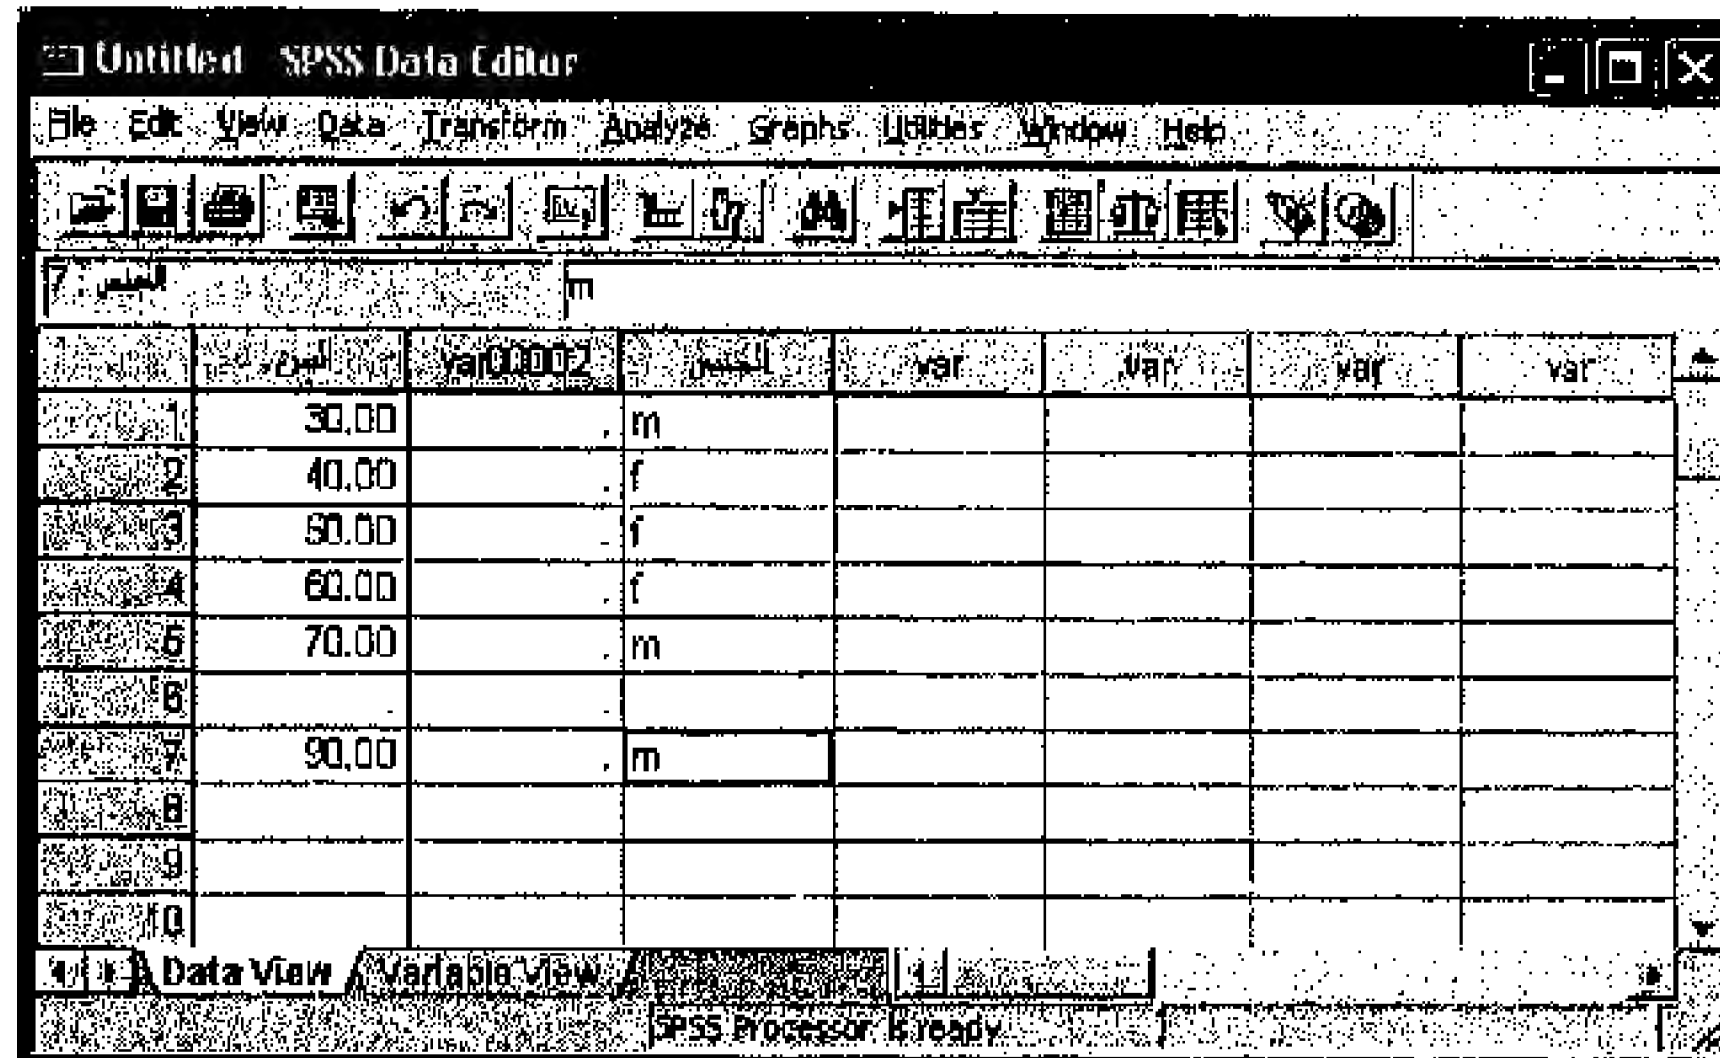 Untitled - SPSS Data Editor
File Edit View Data Transform Analyze Graphs Utilities Window Help
7 : الجنس m
var00002 الجنس var var var var
1 30.00 . m
2 40.00 . f
3 50.00 . f
4 60.00 . f
5 70.00 . m
6 . .
7 90.00 . m
8
9
10
Data View Variable View
SPSS Processor is ready